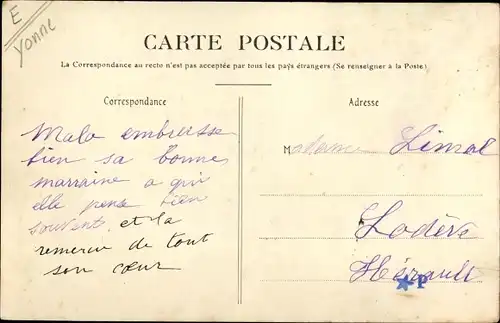 E
Yonne
CARTE POSTALE
La Correspondance au recto n'est pas acceptée par tous les pays étrangers (Se renseigner à la Poste)
Correspondance
Malo embrasse
bien sa bonne
marraine a qui
elle pense bien
souvent. et la
remercie de tout
son cœur
Adresse
Madame Limal
Lodève
Hérault
P